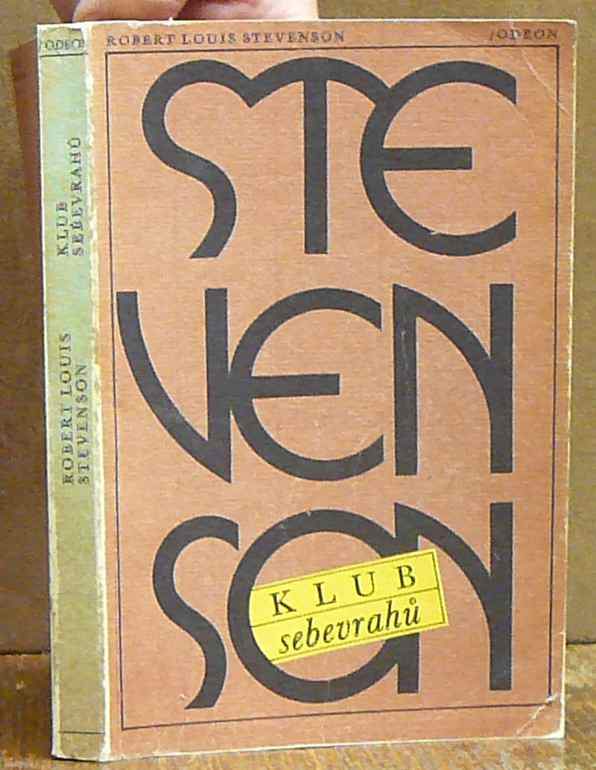 /ODEON
KLUB
SEBEVRAHŮ
ROBERT LOUIS
STEVENSON
ROBERT LOUIS STEVENSON
/ODEON
STE
VEN
SON
KLUB
sebevrahů